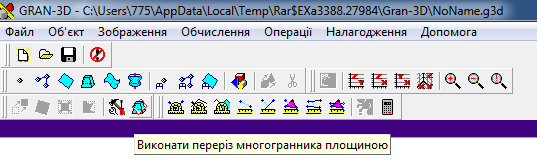 GRAN-3D - C:\Users\775\AppData\Local\Temp\Rar$EXa3388.27984\Gran-3D\NoName.g3d
Файл Об'єкт Зображення Обчислення Операції Налагодження Допомога
Виконати переріз многогранника площиною